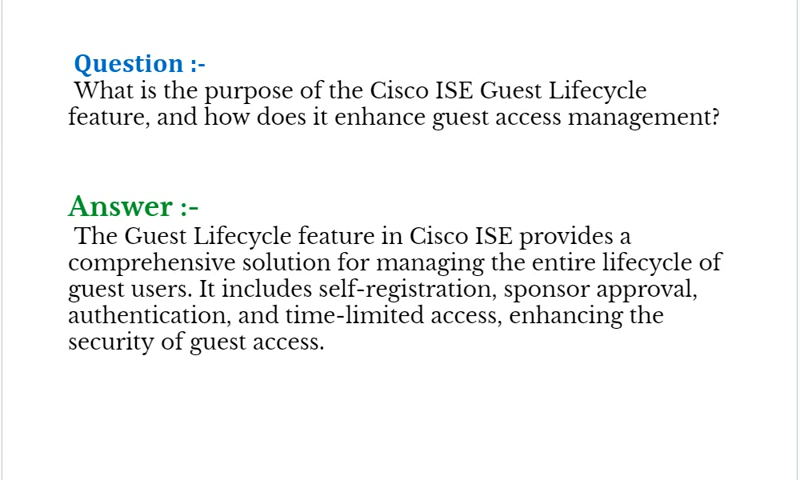 Question :-
What is the purpose of the Cisco ISE Guest Lifecycle
feature, and how does it enhance guest access management?
Answer :-
The Guest Lifecycle feature in Cisco ISE provides a
comprehensive solution for managing the entire lifecycle of
guest users. It includes self-registration, sponsor approval,
authentication, and time-limited access, enhancing the
security of guest access.